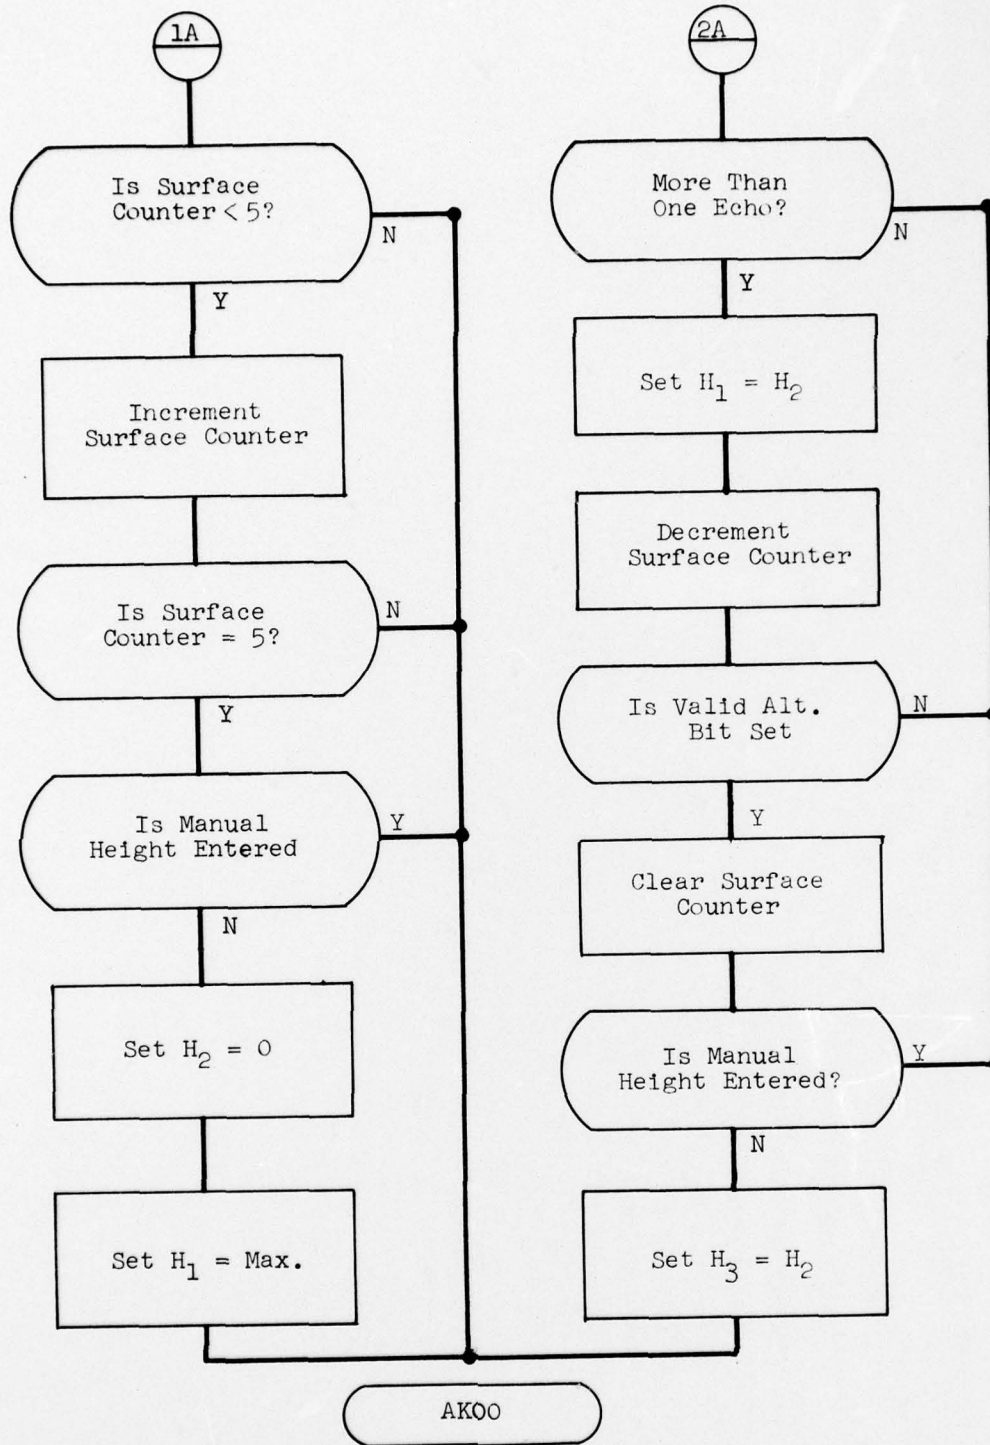 1A
Is Surface
Counter < 5?
N
Y
Increment
Surface Counter
Is Surface
Counter = 5?
N
Y
Is Manual
Height Entered
Y
N
Set H2 = 0
Set H1 = Max.
2A
More Than
One Echo?
N
Y
Set H1 = H2
Decrement
Surface Counter
Is Valid Alt.
Bit Set
N
Y
Clear Surface
Counter
Is Manual
Height Entered?
Y
N
Set H3 = H2
AK00